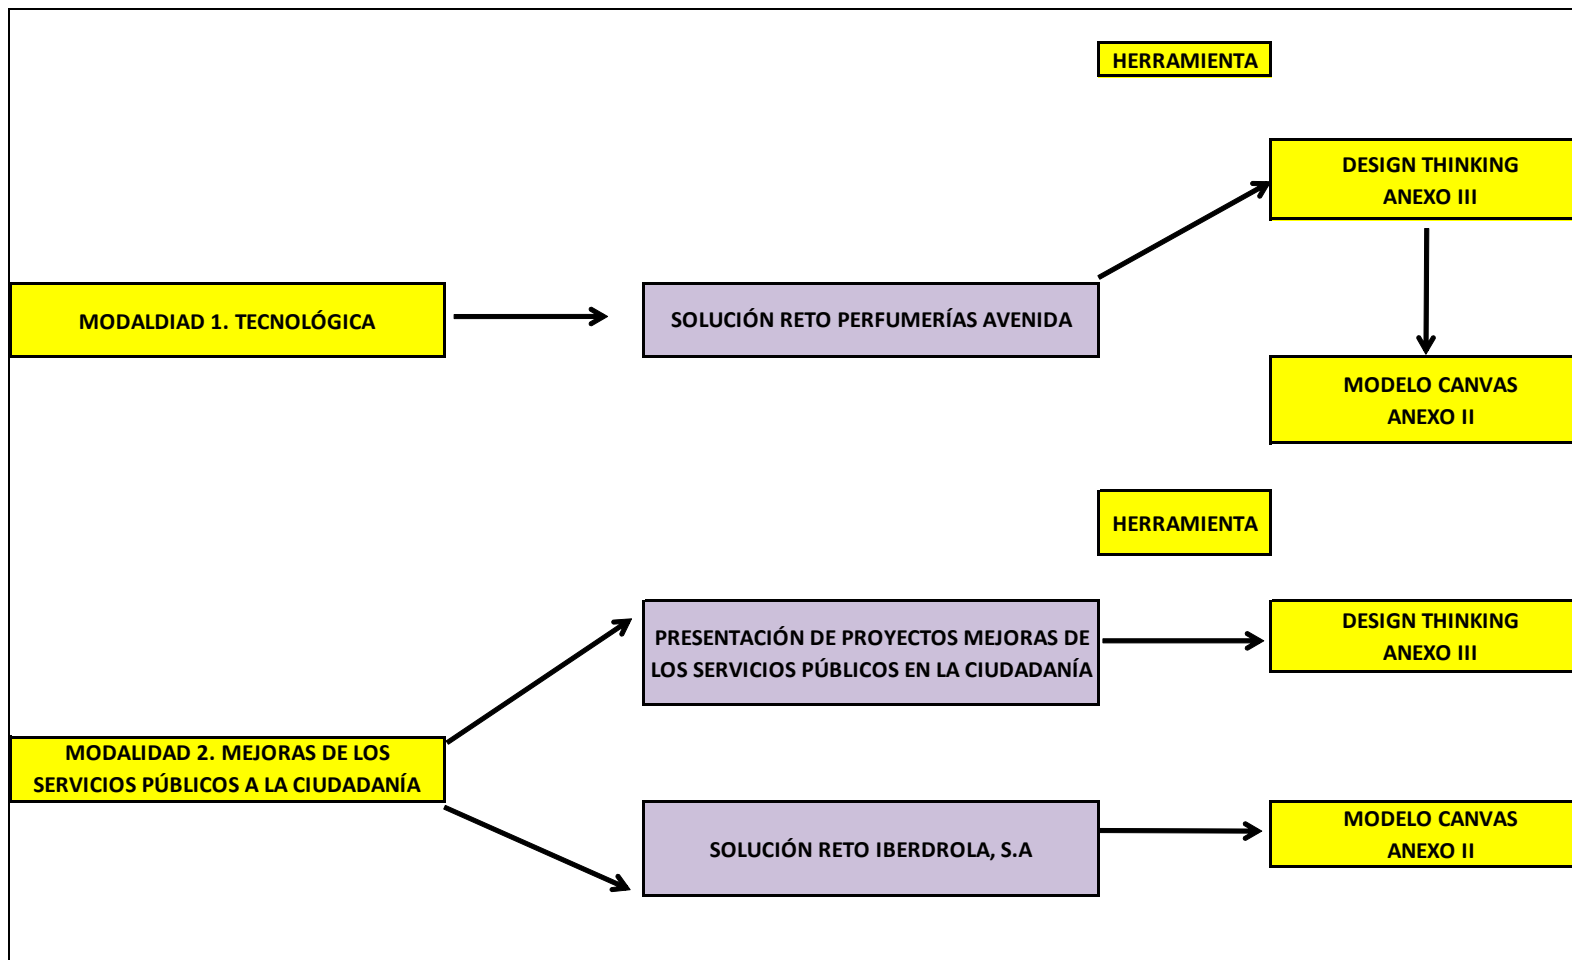 HERRAMIENTA
DESIGN THINKING
ANEXO III
MODALDIAD 1. TECNOLÓGICA
SOLUCIÓN RETO PERFUMERÍAS AVENIDA
MODELO CANVAS
ANEXO II
HERRAMIENTA
PRESENTACIÓN DE PROYECTOS MEJORAS DE
LOS SERVICIOS PÚBLICOS EN LA CIUDADANÍA
DESIGN THINKING
ANEXO III
MODALIDAD 2. MEJORAS DE LOS
SERVICIOS PÚBLICOS A LA CIUDADANÍA
SOLUCIÓN RETO IBERDROLA, S.A
MODELO CANVAS
ANEXO II